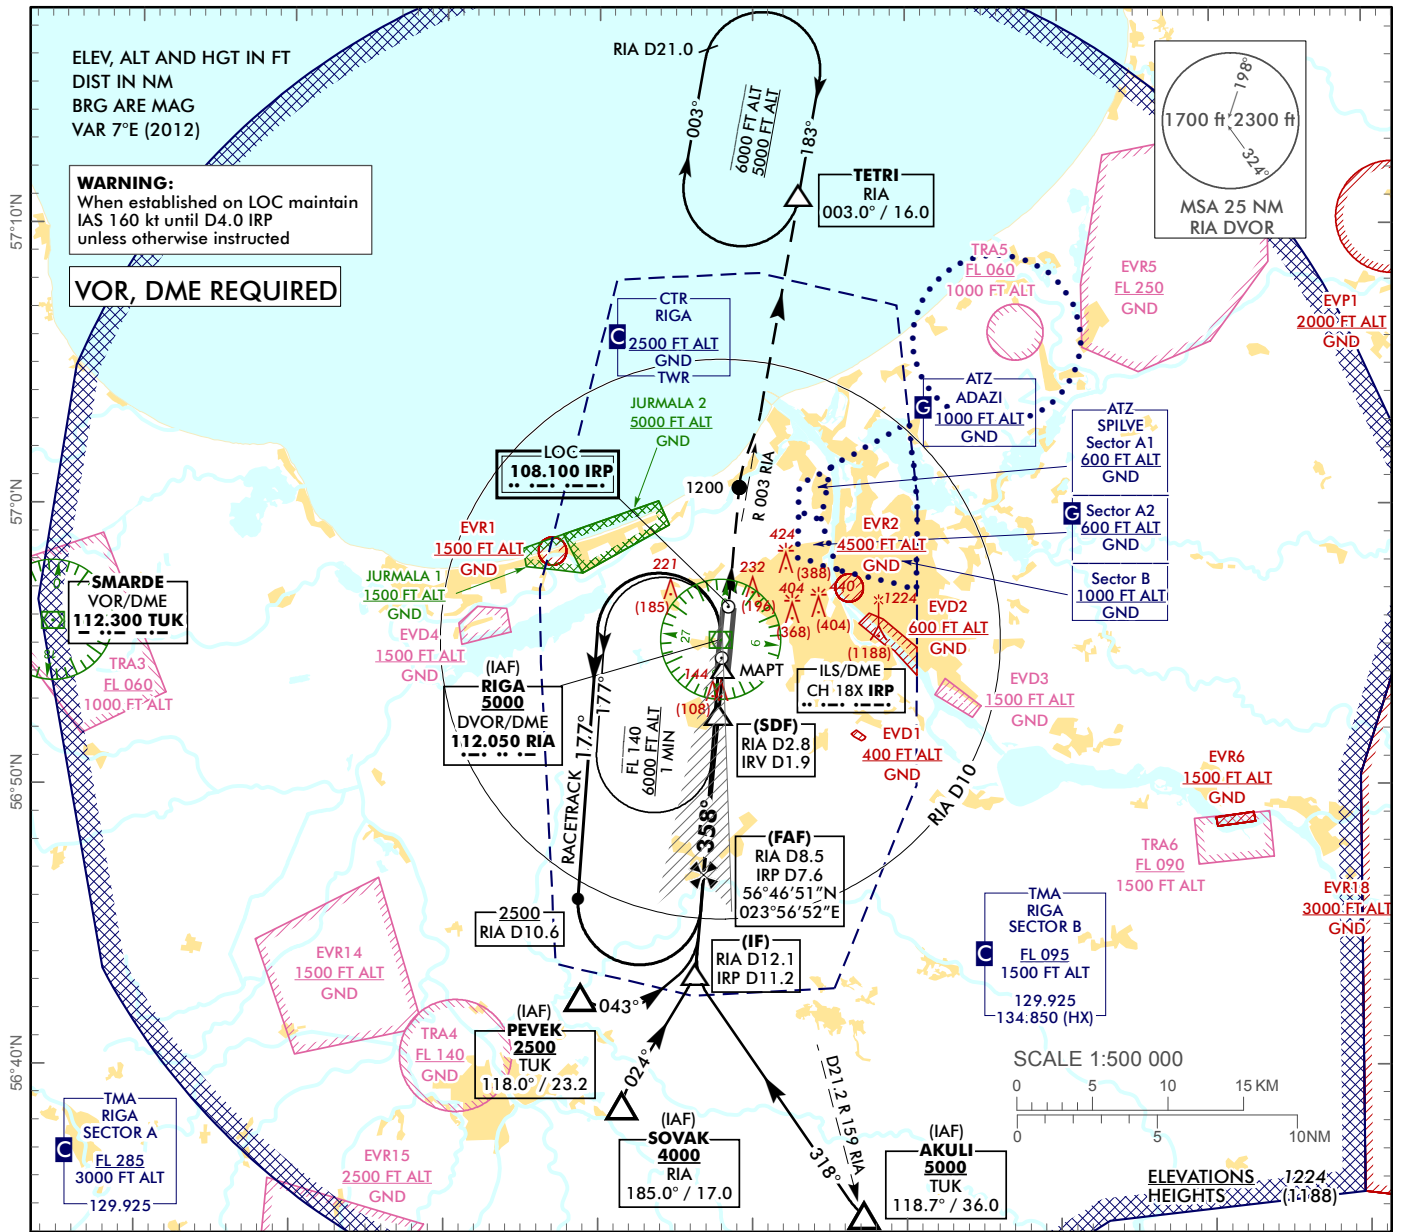 ELEV, ALT AND HGT IN FT
DIST IN NM
BRG ARE MAG
VAR 7°E (2012)
WARNING:
When established on LOC maintain
IAS 160 kt until D4.0 IRP
unless otherwise instructed
VOR, DME REQUIRED
RIA D21.0
003°
6000 FT ALT
5000 FT ALT
183°
TETRI
RIA
003.0° / 16.0
198°
1700 ft
2300 ft
324°
MSA 25 NM
RIA DVOR
57°10'N
57°0'N
56°50'N
56°40'N
TRA5
FL 060
1000 FT ALT
EVR5
FL 250
GND
EVP1
2000 FT ALT
GND
CTR
RIGA
C
2500 FT ALT
GND
TWR
JURMALA 2
5000 FT ALT
GND
ATZ
ADAZI
G
1000 FT ALT
GND
ATZ
SPILVE
Sector A1
600 FT ALT
GND
G
Sector A2
600 FT ALT
GND
Sector B
1000 FT ALT
GND
LOC
108.100 IRP
1200
R 003 RIA
EVR1
1500 FT ALT
GND
JURMALA 1
1500 FT ALT
GND
EVR2
4500 FT ALT
GND
424
(388)
221
(185)
232
(196)
404
(368)
440
(404)
1224
(1188)
EVD2
600 FT ALT
GND
SMARDE
VOR/DME
112.300 TUK
TRA3
FL 060
1000 FT ALT
EVD4
1500 FT ALT
GND
27
9
(IAF)
RIGA
5000
DVOR/DME
112.050 RIA
177°
144
(108)
MAPT
ILS/DME
CH 18X IRP
EVD3
1500 FT ALT
GND
FL 140
6000 FT ALT
1 MIN
(SDF)
RIA D2.8
IRV D1.9
EVD1
400 FT ALT
GND
RIA D10
EVR6
1500 FT ALT
GND
TRA6
FL 090
1500 FT ALT
RACETRACK 177°
358°
(FAF)
RIA D8.5
IRP D7.6
56°46'51"N
023°56'52"E
2500
RIA D10.6
(IF)
RIA D12.1
IRP D11.2
TMA
RIGA
SECTOR B
C
FL 095
1500 FT ALT
129.925
134.850 (HX)
EVR18
3000 FT ALT
GND
EVR14
1500 FT ALT
GND
043°
(IAF)
PEVEK
2500
TUK
118.0° / 23.2
TRA4
FL 140
GND
024°
(IAF)
SOVAK
4000
RIA
185.0° / 17.0
D21.2 R 159 RIA
318°
(IAF)
AKULI
5000
TUK
118.7° / 36.0
SCALE 1:500 000
0 5 10 15 KM
0 5 10NM
TMA
RIGA
SECTOR A
C
FL 285
3000 FT ALT
129.925
EVR15
2500 FT ALT
GND
ELEVATIONS 1224
HEIGHTS (1188)